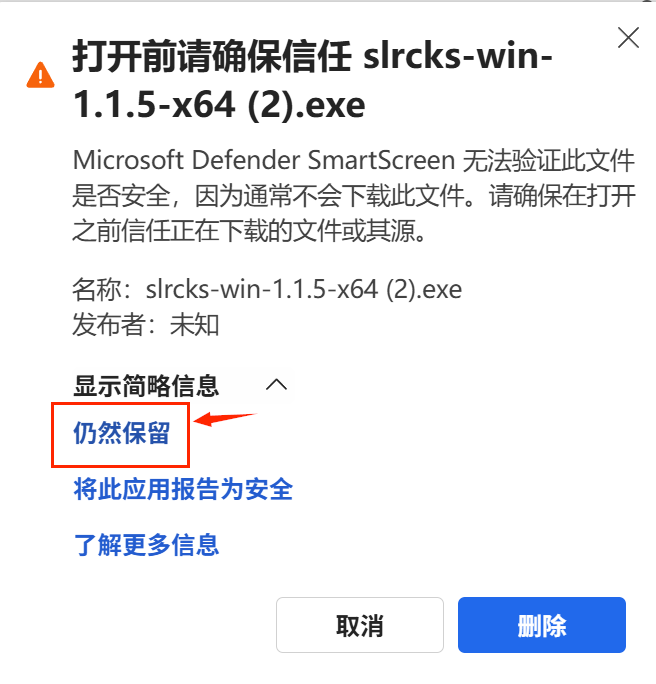 打开前请确保信任 slrcks-win-
1.1.5-x64 (2).exe
Microsoft Defender SmartScreen 无法验证此文件
是否安全，因为通常不会下载此文件。请确保在打开
之前信任正在下载的文件或其源。
名称：slrcks-win-1.1.5-x64 (2).exe
发布者：未知
显示简略信息
仍然保留
将此应用报告为安全
了解更多信息
取消
删除